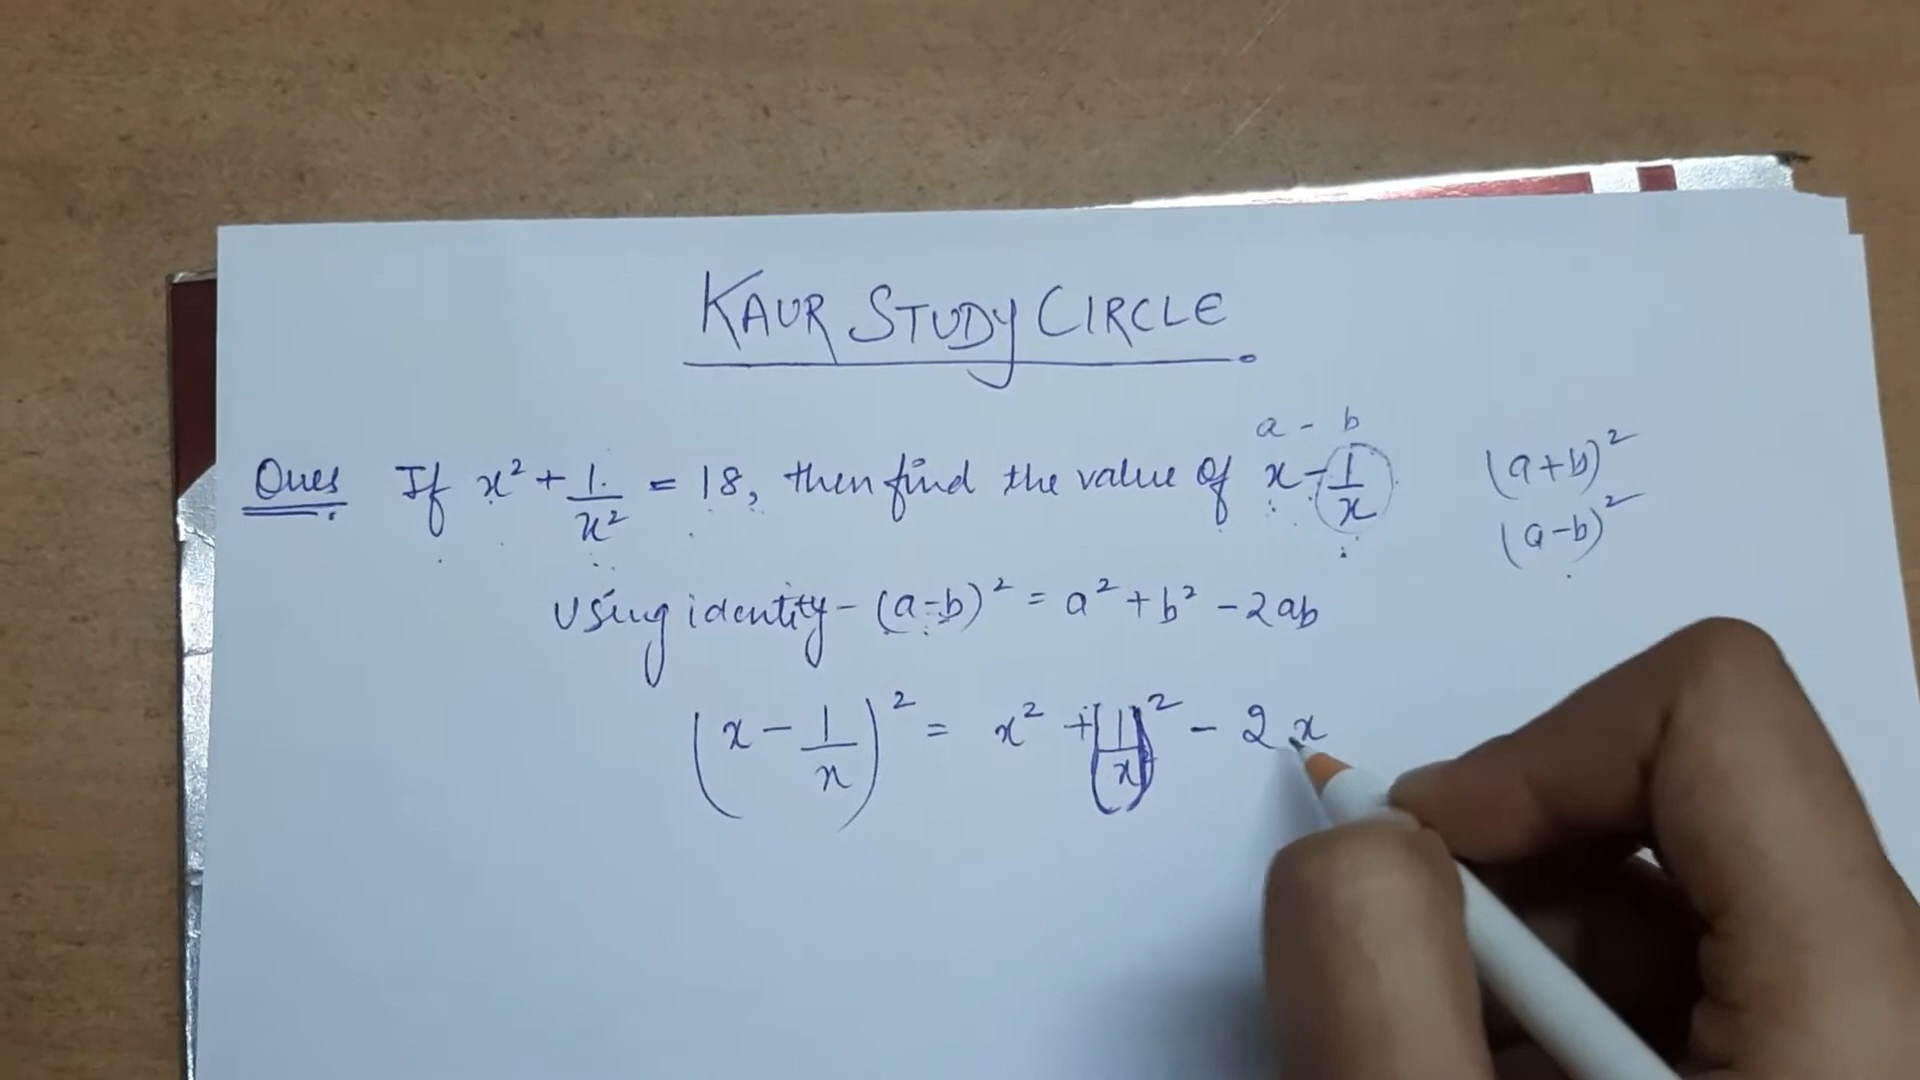 KAUR STUDY CIRCLE.
a - b
Ques. If x² + 1/x² = 18, then find the value of x - 1/x
(a+b)²
(a-b)²
Using identity - (a-b)² = a² + b² - 2ab
(x - 1/x)² = x² + (1/x)² - 2 x